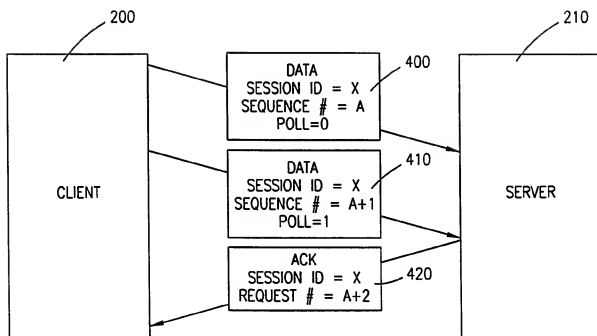 200
210
DATA
SESSION ID = X
SEQUENCE # = A
POLL=0
400
DATA
SESSION ID = X
SEQUENCE # = A+1
POLL=1
410
CLIENT
SERVER
ACK
SESSION ID = X
REQUEST # = A+2
420